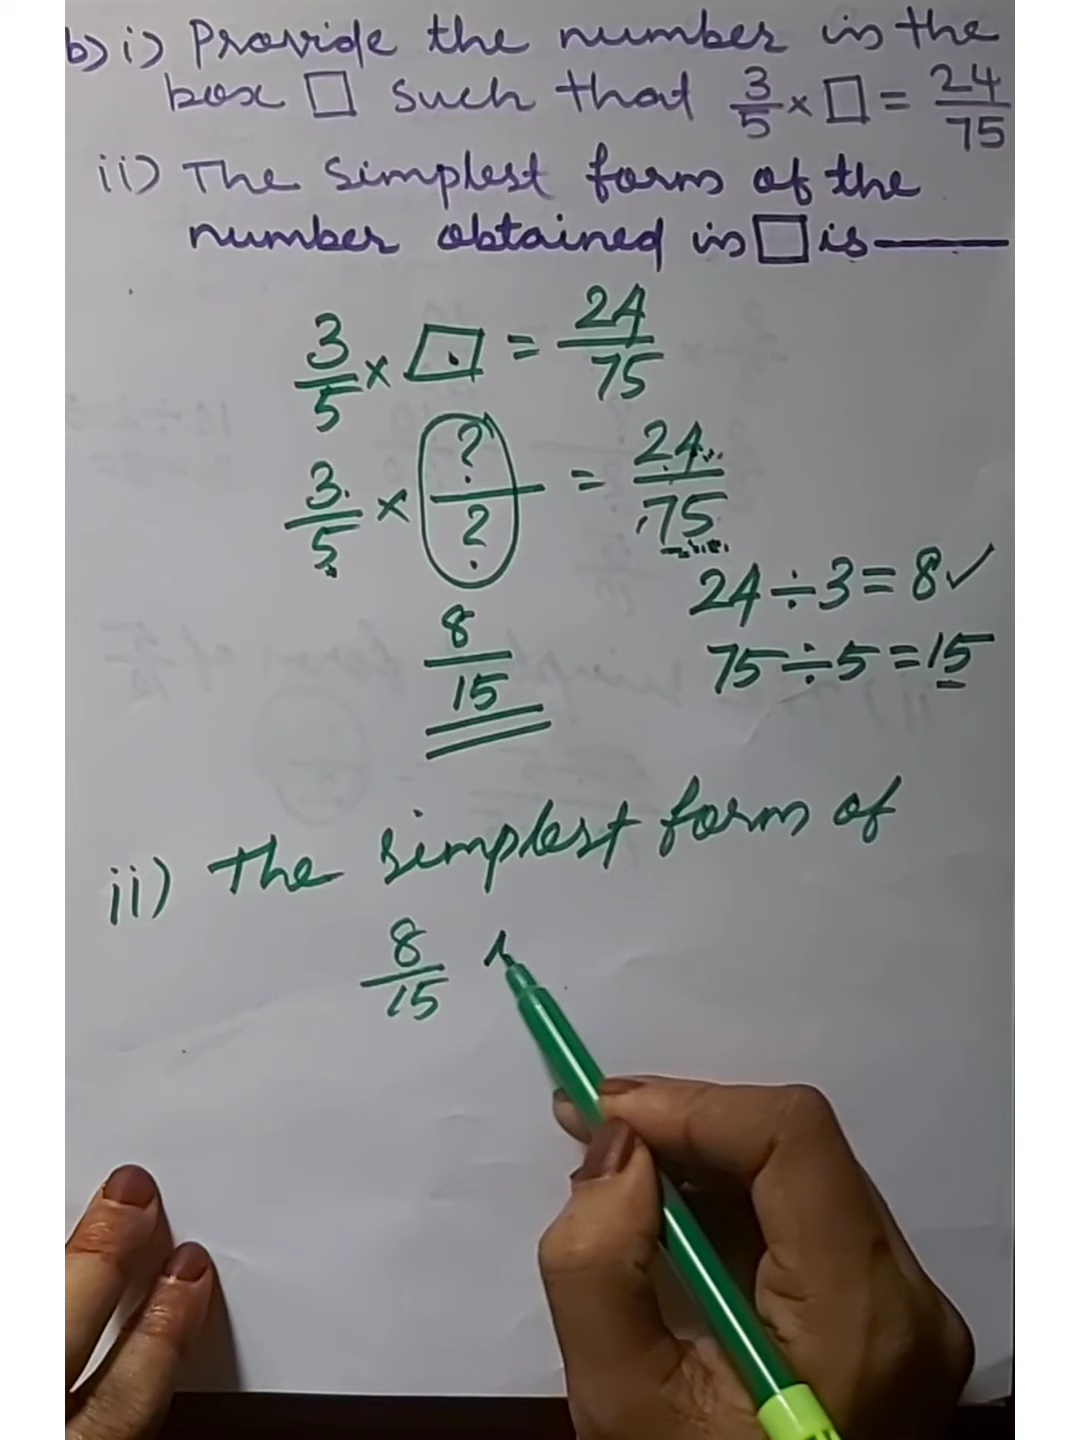 b) i) Provide the number in the
box □ such that 3/5 × □ = 24/75
ii) The simplest form of the
number obtained in □ is ———
3/5 × □ = 24/75
3/5 × ?/? = 24/75
24 ÷ 3 = 8 ✓
8/15
75 ÷ 5 = 15
ii) The simplest form of
8/15